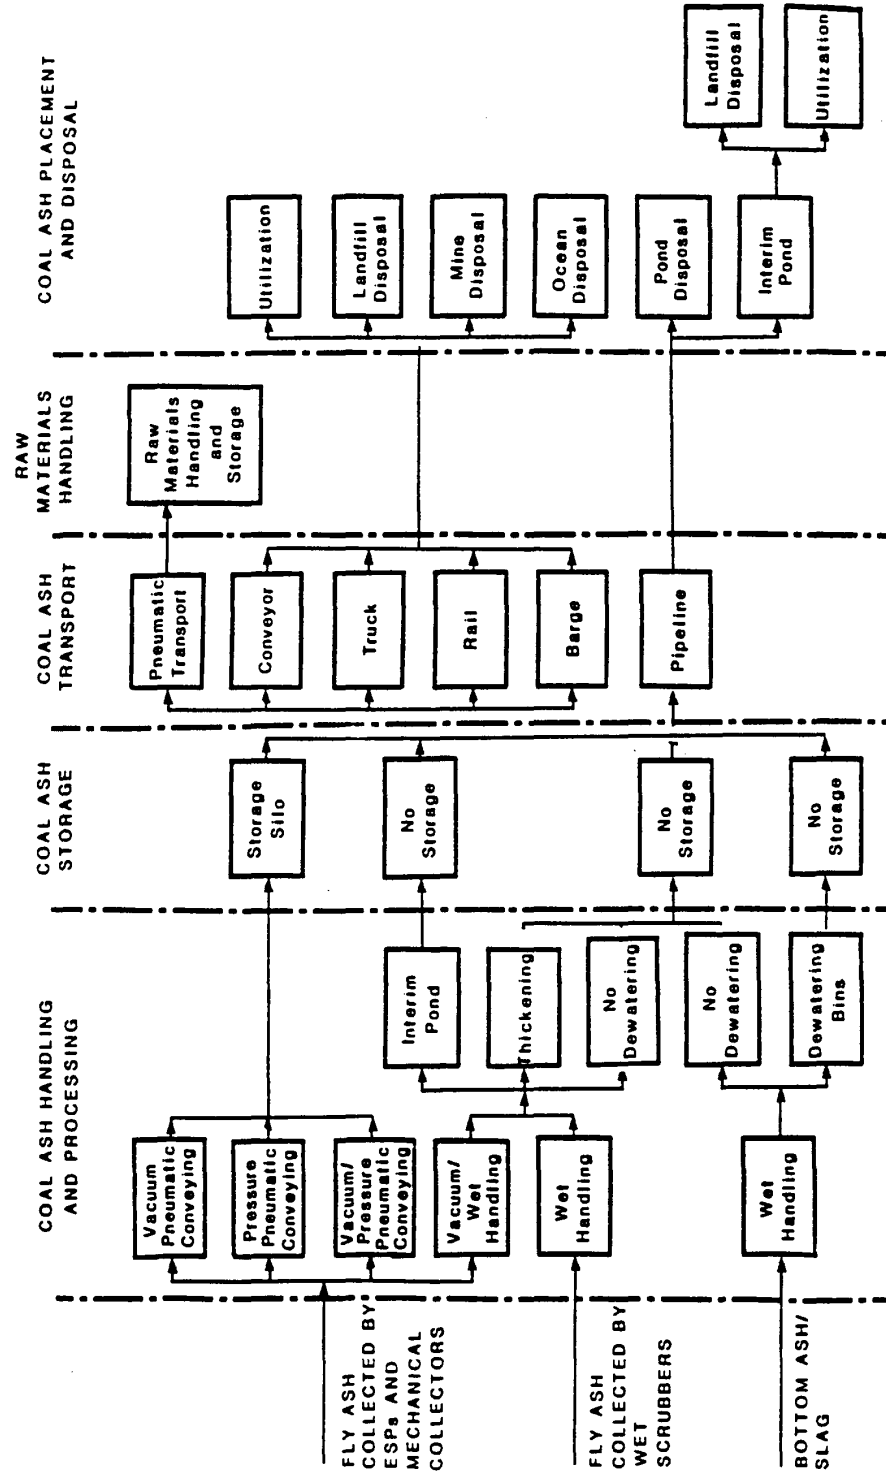 COAL ASH HANDLING
AND PROCESSING
COAL ASH
STORAGE
COAL ASH
TRANSPORT
RAW
MATERIALS
HANDLING
COAL ASH PLACEMENT
AND DISPOSAL
FLY ASH
COLLECTED BY
ESPs AND
MECHANICAL
COLLECTORS
FLY ASH
COLLECTED BY
WET
SCRUBBERS
BOTTOM ASH/
SLAG
Vacuum
Pneumatic
Conveying
Pressure
Pneumatic
Conveying
Vacuum/
Pressure
Pneumatic
Conveying
Vacuum/
Wet
Handling
Wet
Handling
Wet
Handling
Interim
Pond
Thickening
No
Dewatering
No
Dewatering
Dewatering
Bins
Storage
Silo
No
Storage
No
Storage
No
Storage
Pneumatic
Transport
Conveyor
Truck
Rail
Barge
Pipeline
Raw
Materials
Handling
and
Storage
Utilization
Landfill
Disposal
Mine
Disposal
Ocean
Disposal
Pond
Disposal
Interim
Pond
Landfill
Disposal
Utilization